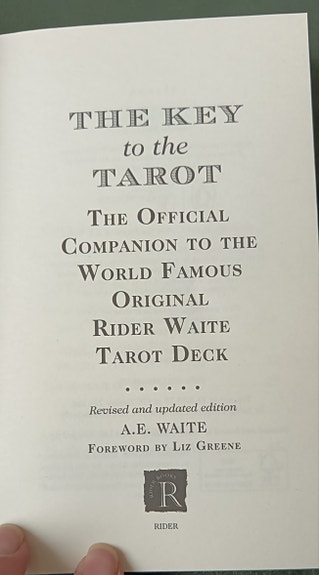 THE KEY
to the
TAROT
THE OFFICIAL
COMPANION TO THE
WORLD FAMOUS
ORIGINAL
RIDER WAITE
TAROT DECK
Revised and updated edition
A.E. WAITE
FOREWORD BY LIZ GREENE
R
RIDER